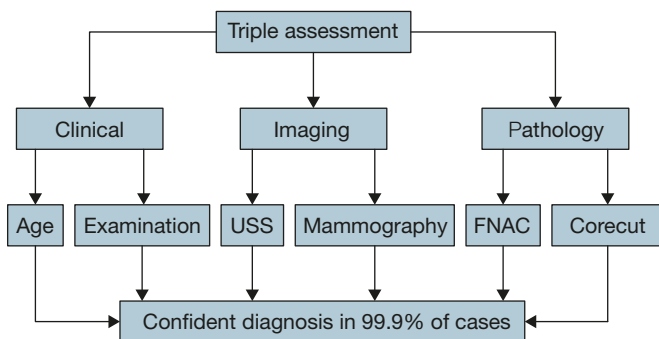 Triple assessment
Clinical
Imaging
Pathology
Age
Examination
USS
Mammography
FNAC
Corecut
Confident diagnosis in 99.9% of cases